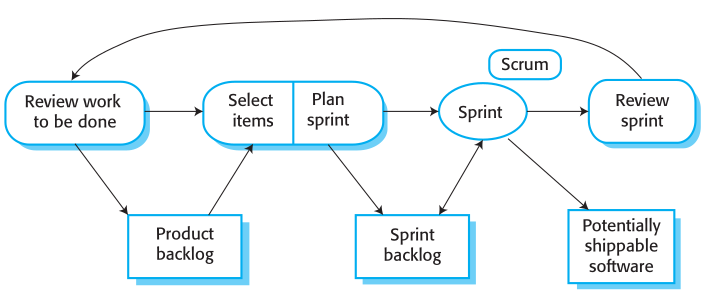 Scrum
Review work
to be done
Select
items
Plan
sprint
Sprint
Review
sprint
Product
backlog
Sprint
backlog
Potentially
shippable
software